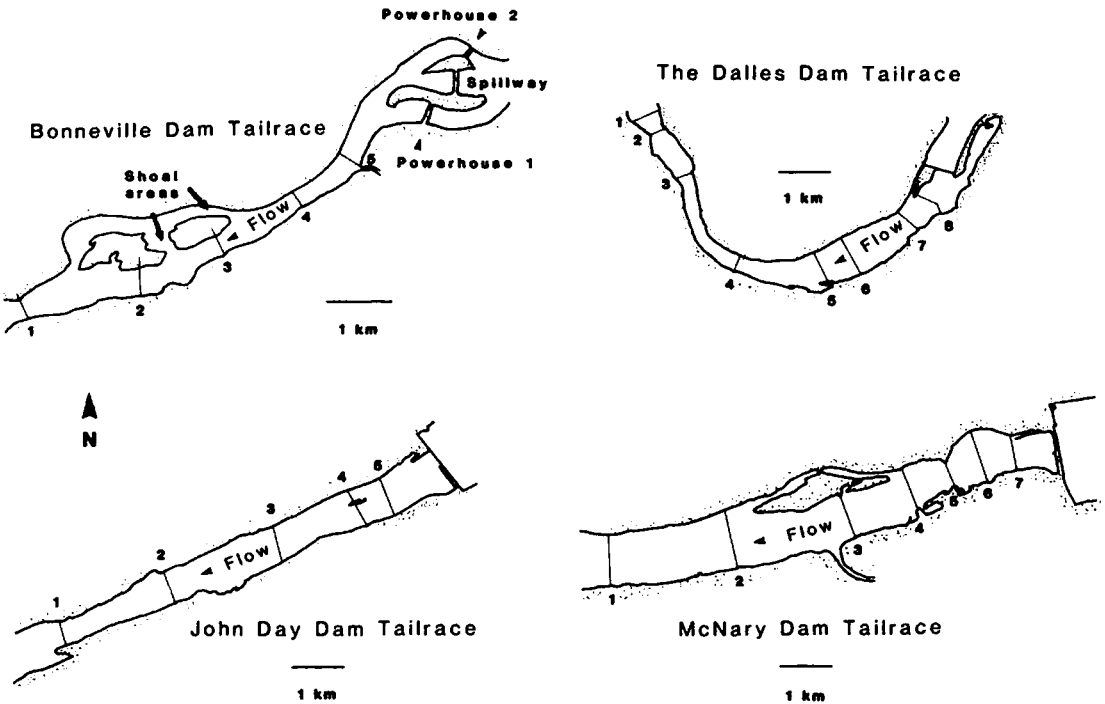 Powerhouse 2
Spillway
Bonneville Dam Tailrace
Powerhouse 1
Shoal
areas
Flow
5
4
3
2
1
1 km
The Dalles Dam Tailrace
1
2
3
4
5
6
7
8
Flow
1 km
N
John Day Dam Tailrace
1
2
3
4
5
Flow
1 km
McNary Dam Tailrace
1
2
3
4
5
6
7
Flow
1 km